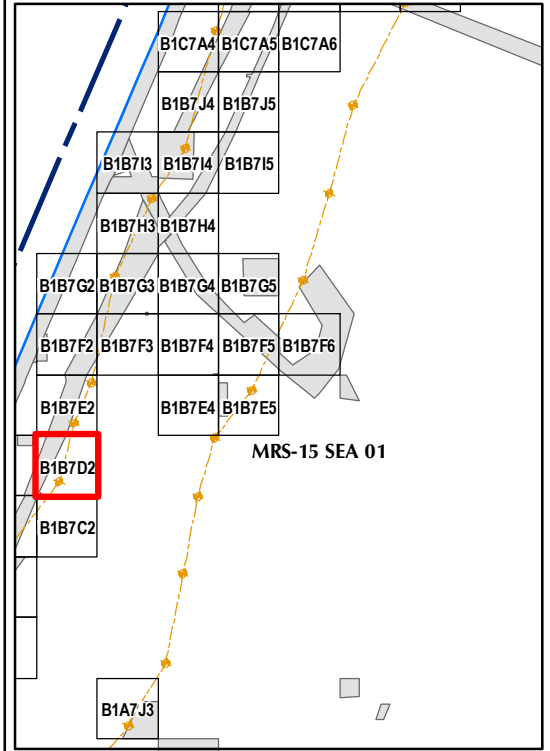 B1C7A4 B1C7A5 B1C7A6
B1B7J4 B1B7J5
B1B7I3 B1B7I4 B1B7I5
B1B7H3 B1B7H4
B1B7G2 B1B7G3 B1B7G4 B1B7G5
B1B7F2 B1B7F3 B1B7F4 B1B7F5 B1B7F6
B1B7E2 B1B7E4 B1B7E5
MRS-15 SEA 01
B1B7D2
B1B7C2
B1A7J3